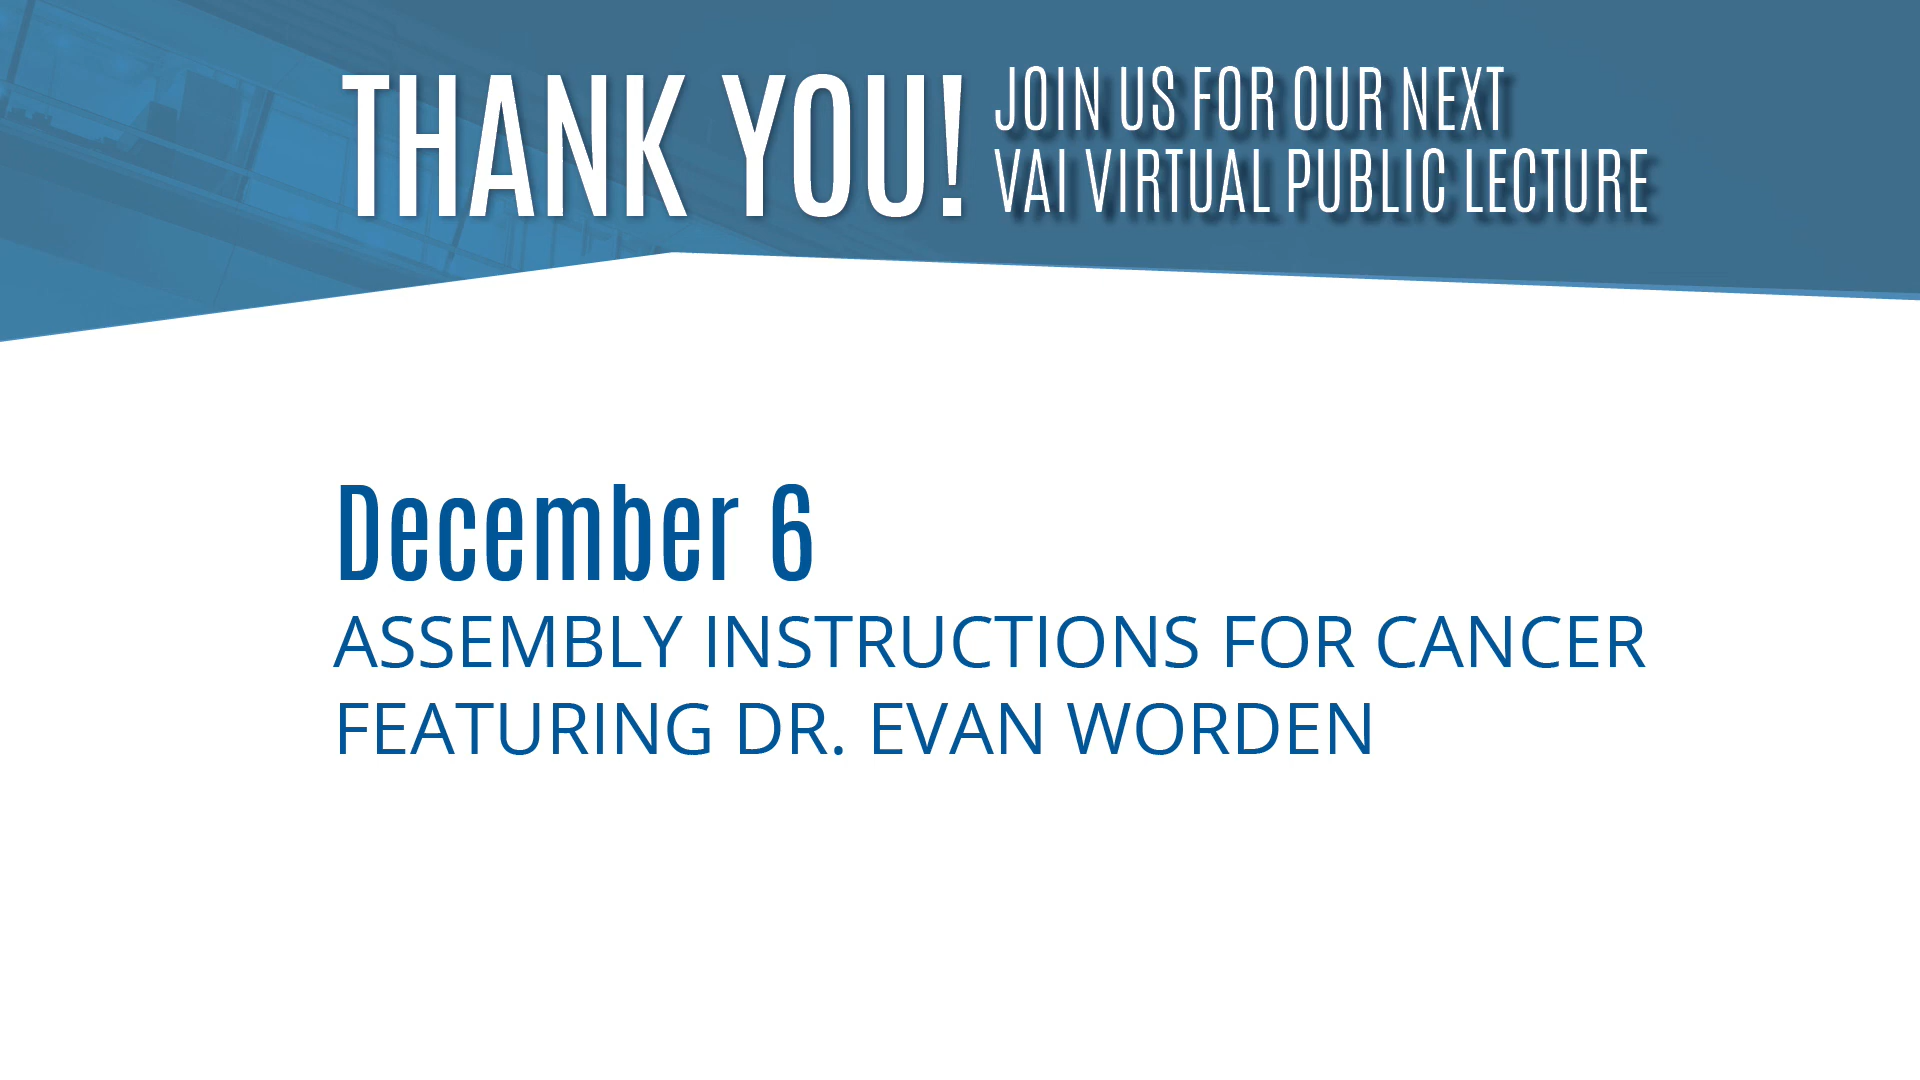 THANK YOU!
JOIN US FOR OUR NEXT
VAI VIRTUAL PUBLIC LECTURE
December 6
ASSEMBLY INSTRUCTIONS FOR CANCER
FEATURING DR. EVAN WORDEN